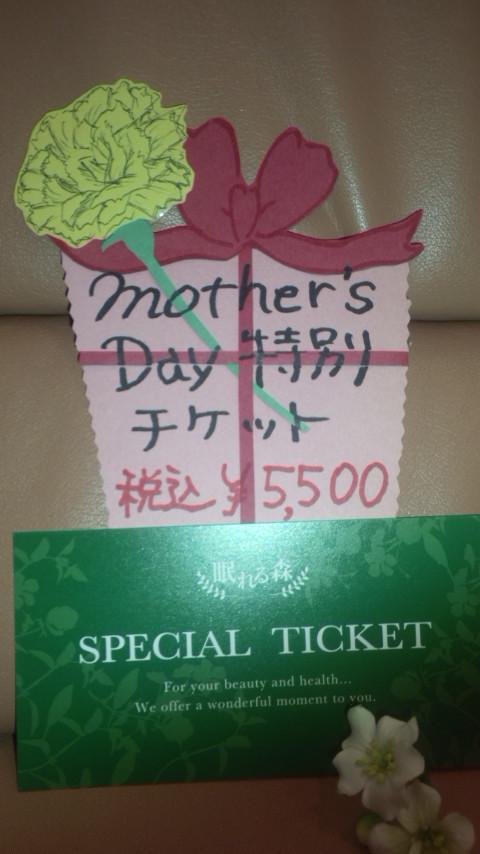 mother's
Day 特別
チケット
税込¥5,500
眠れる森
SPECIAL TICKET
For your beauty and health...
We offer a wonderful moment to you.